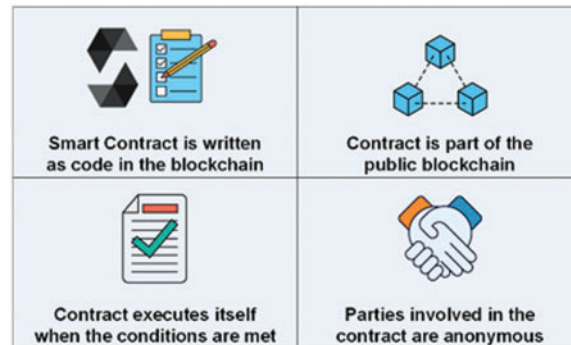 Smart Contract is written
as code in the blockchain
Contract is part of the
public blockchain
Contract executes itself
when the conditions are met
Parties involved in the
contract are anonymous